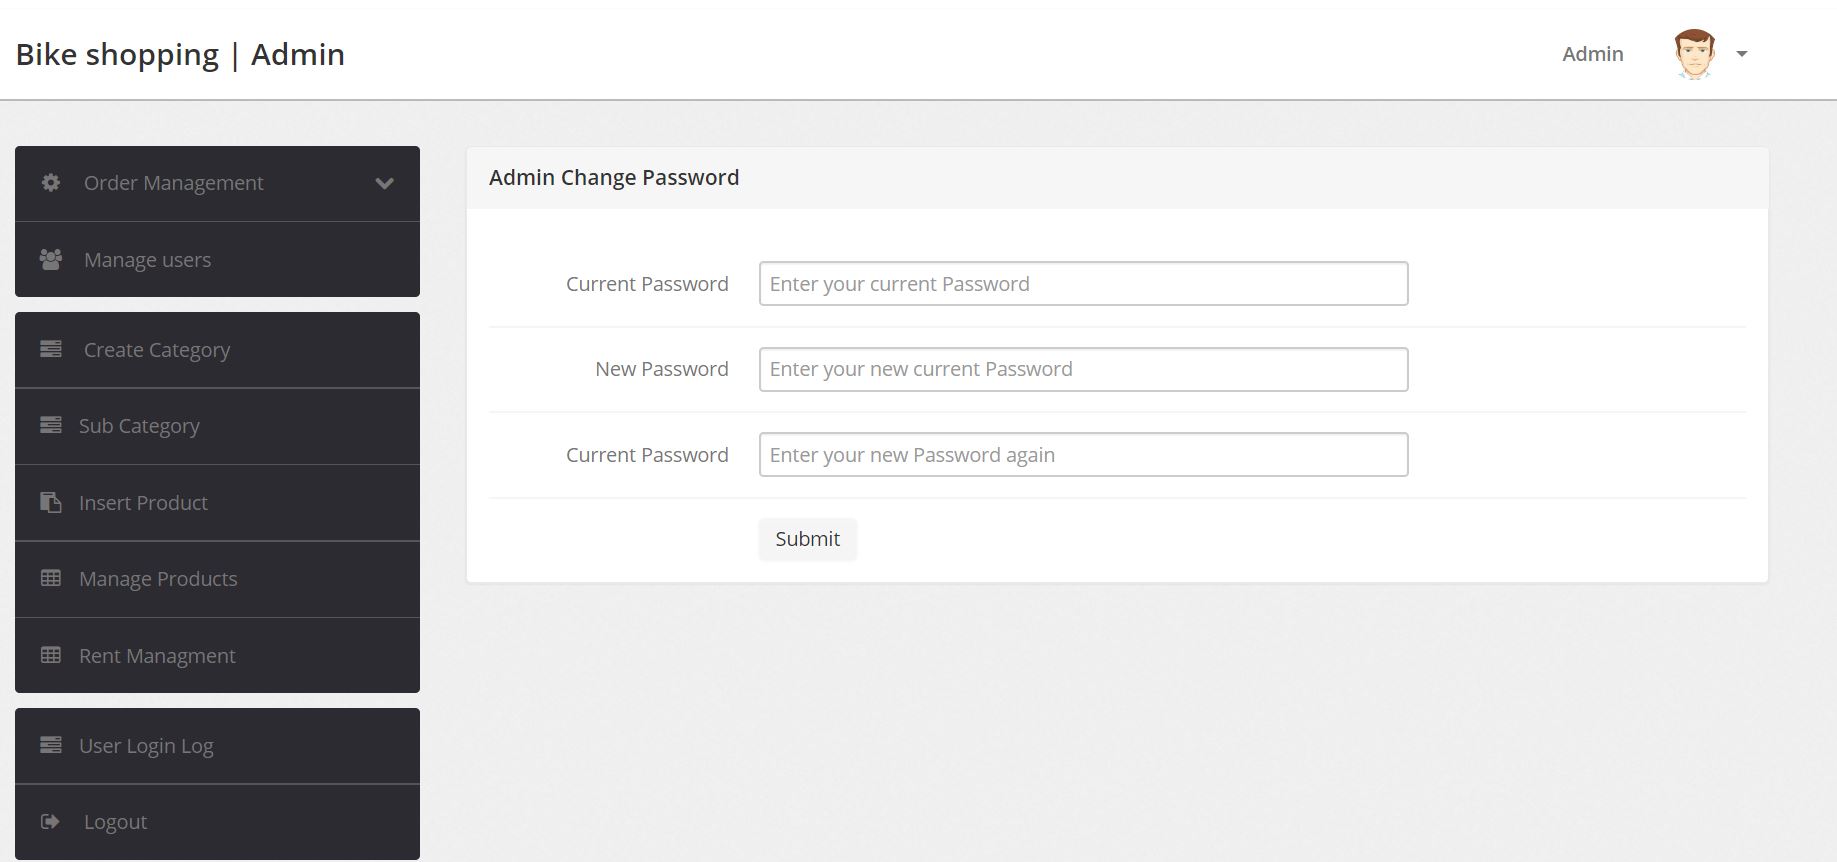 Bike shopping | Admin
Admin
Order Management
Manage users
Create Category
Sub Category
Insert Product
Manage Products
Rent Managment
User Login Log
Logout
Admin Change Password
Current Password Enter your current Password
New Password Enter your new current Password
Current Password Enter your new Password again
Submit